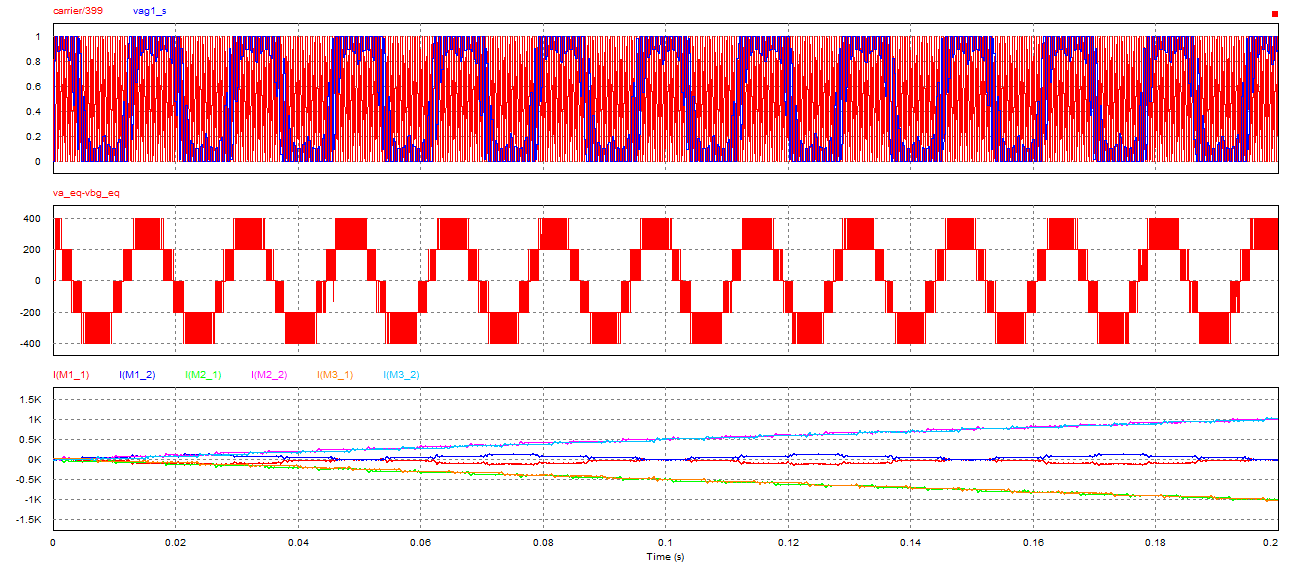 carrier/399 vag1_s
1
0.8
0.6
0.4
0.2
0
va_eq-vbg_eq
400
200
0
-200
-400
I(M1_1) I(M1_2) I(M2_1) I(M2_2) I(M3_1) I(M3_2)
1.5K
1K
0.5K
0K
-0.5K
-1K
-1.5K
0 0.02 0.04 0.06 0.08 0.1 0.12 0.14 0.16 0.18 0.2
Time (s)